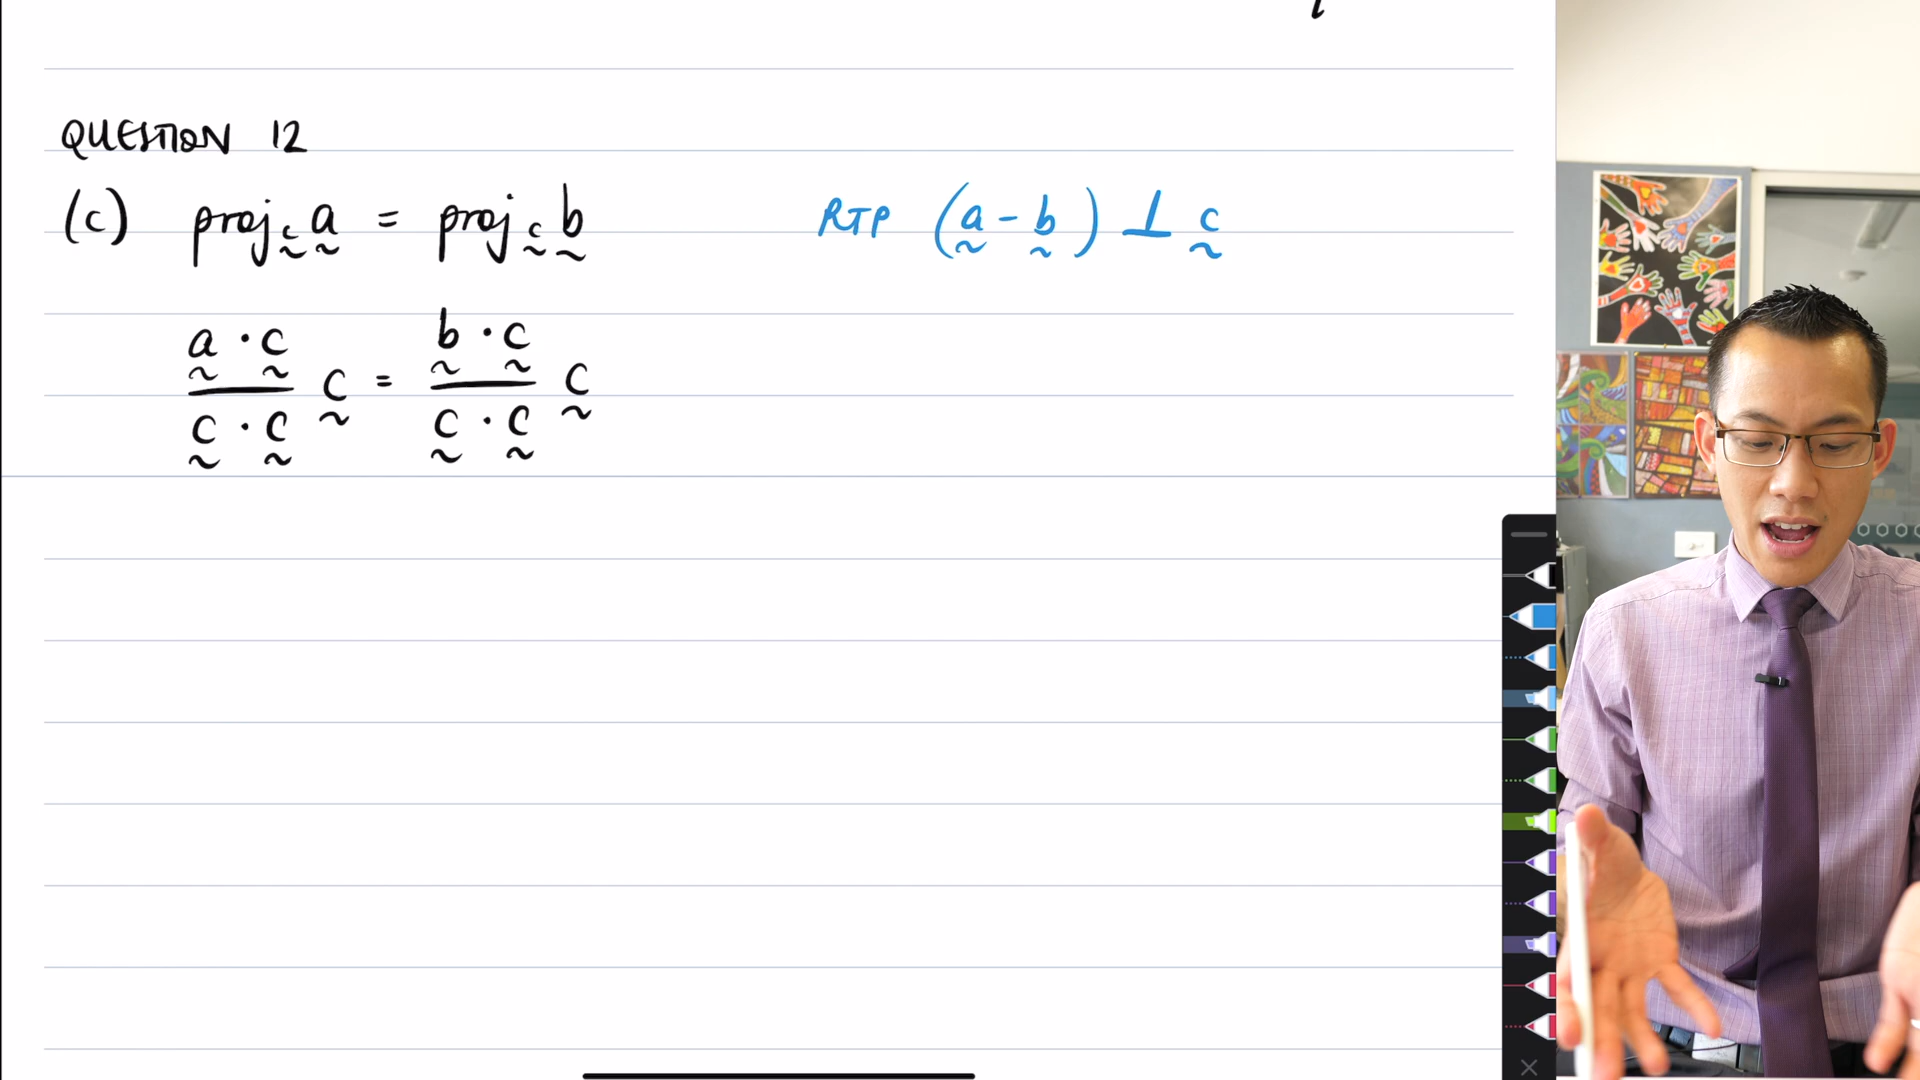 QUESTION 12
(c) proj_c̰ a̰ = proj_c̰ b̰
RTP (a̰ - b̰) ⊥ c̰
a̰ · c̰ / c̰ · c̰ c̰ = b̰ · c̰ / c̰ · c̰ c̰